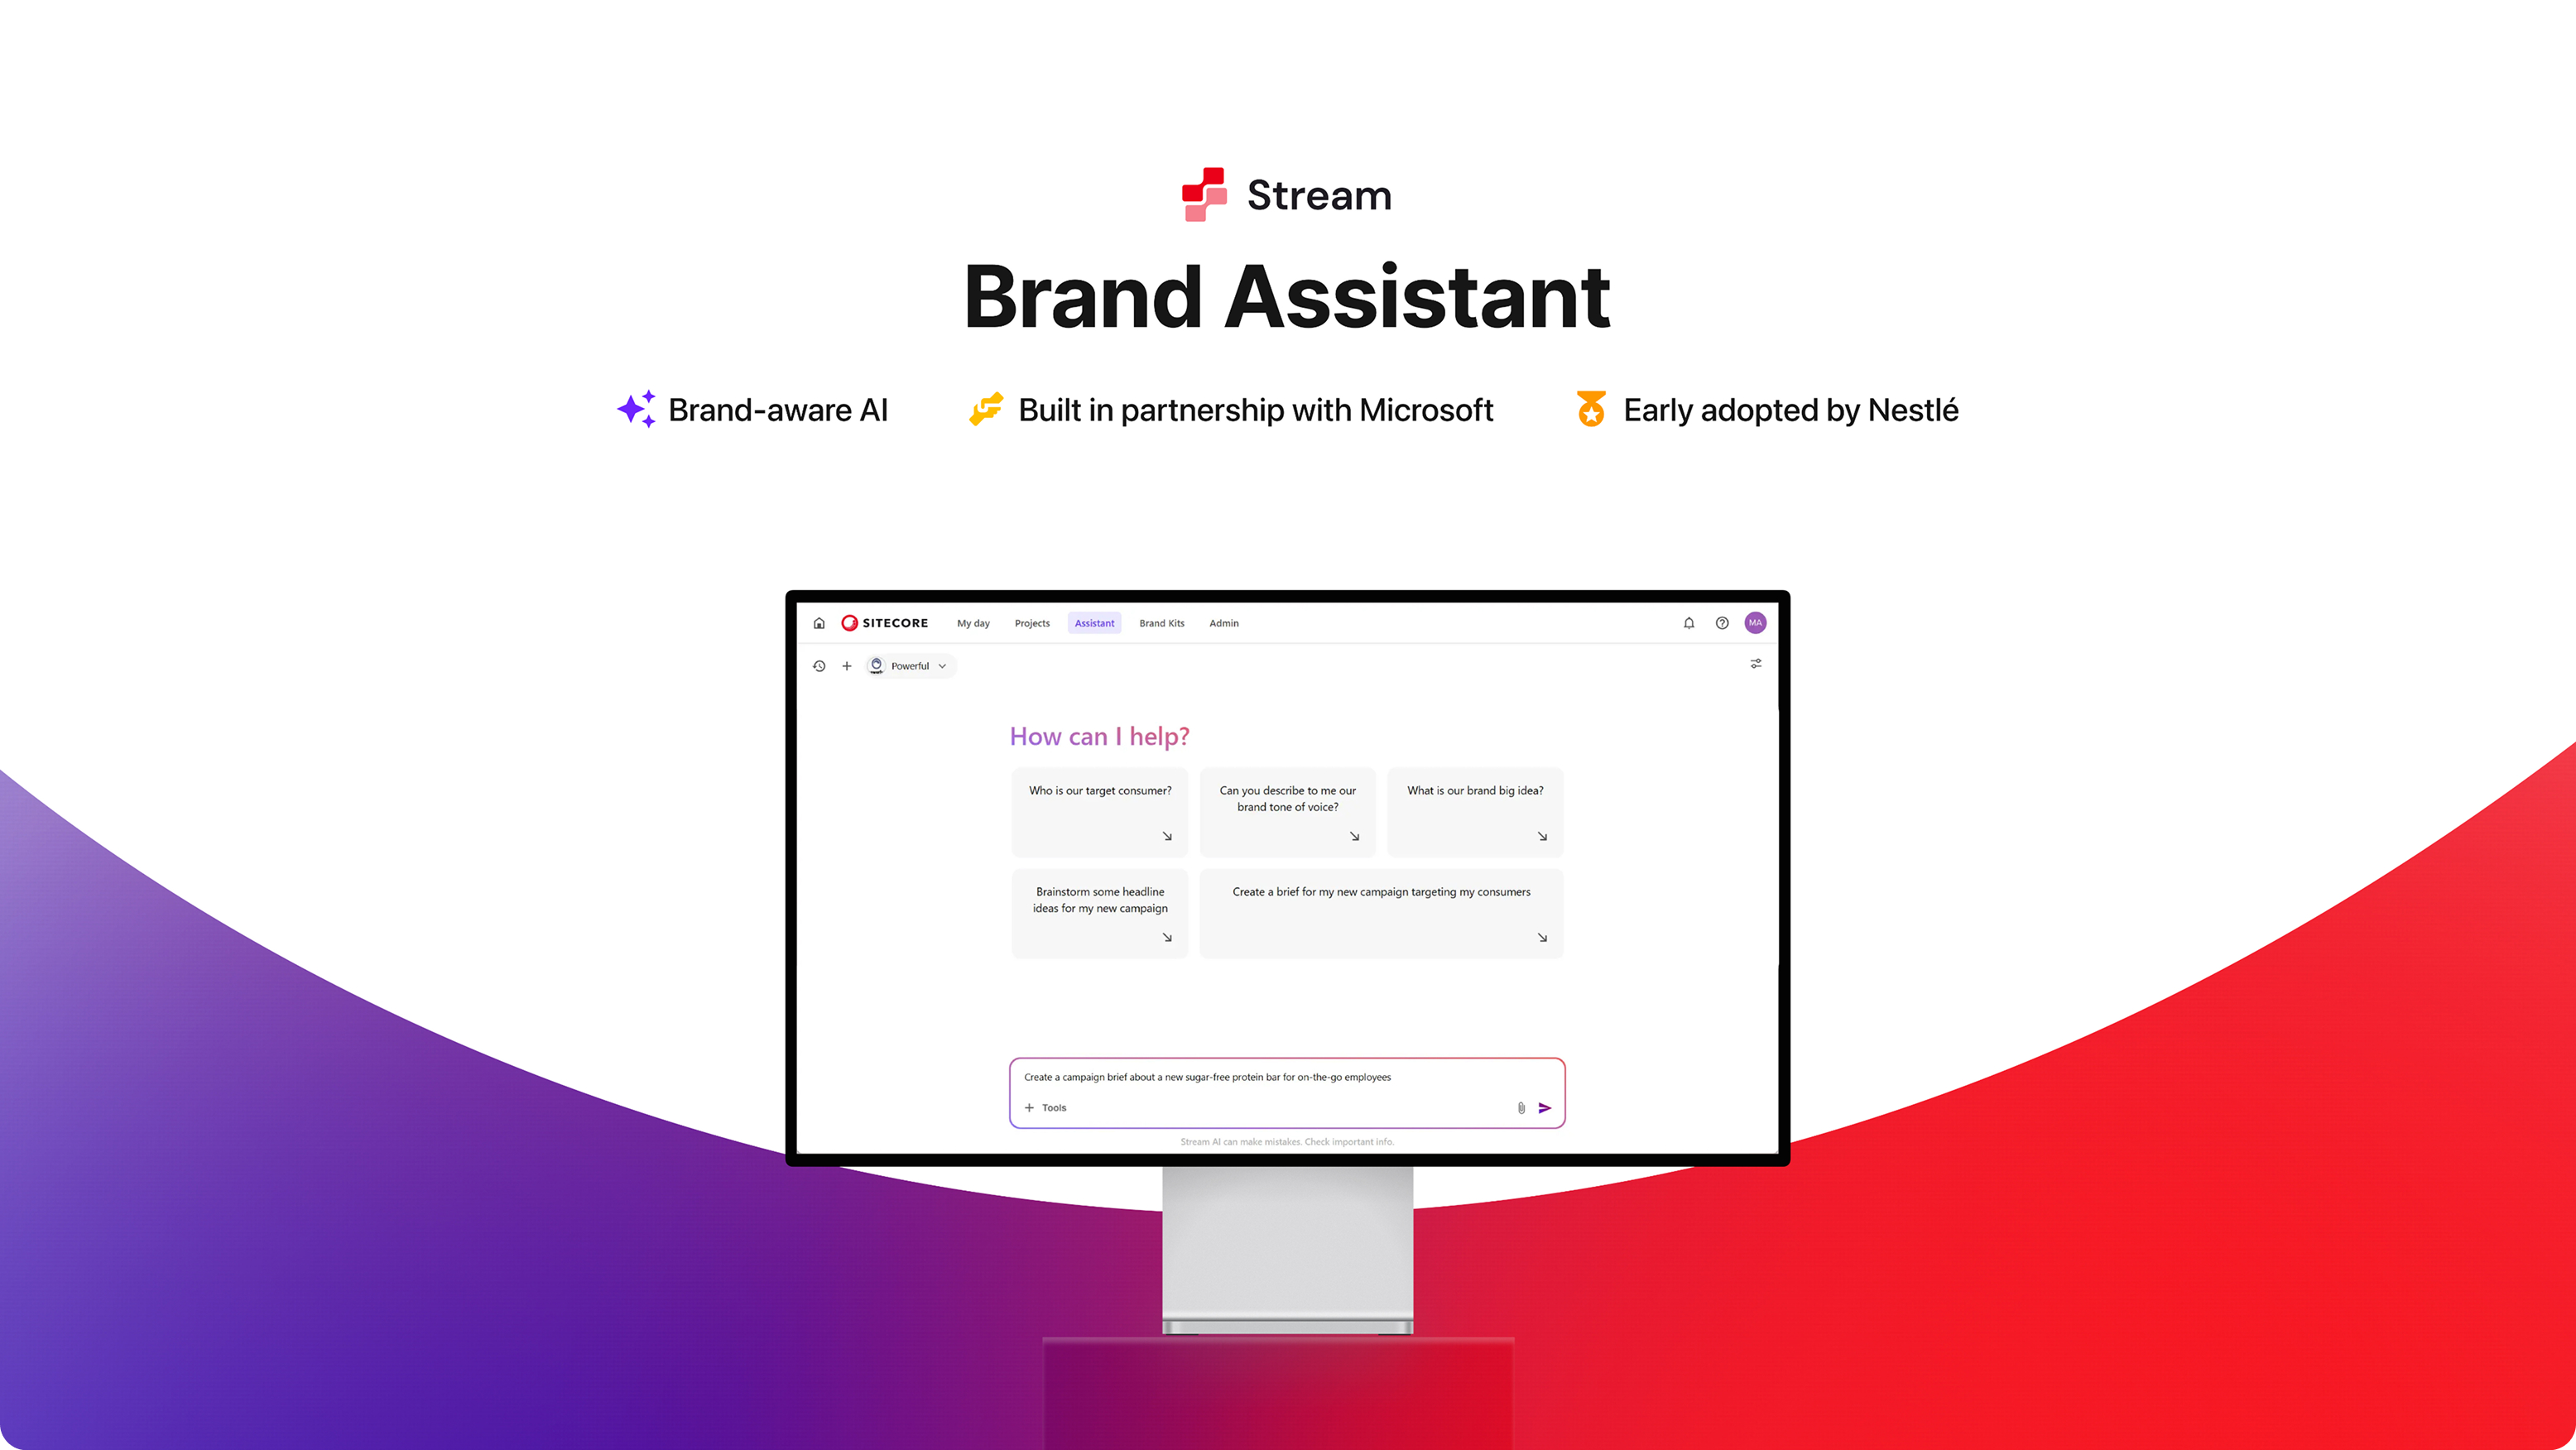 Stream
Brand Assistant
Brand-aware AI
Built in partnership with Microsoft
Early adopted by Nestlé
SITECORE
My day
Projects
Assistant
Brand Kits
Admin
MA
Powerful
How can I help?
Who is our target consumer?
Can you describe to me our
brand tone of voice?
What is our brand big idea?
Brainstorm some headline
ideas for my new campaign
Create a brief for my new campaign targeting my consumers
Create a campaign brief about a new sugar-free protein bar for on-the-go employees
Tools
Stream AI can make mistakes. Check important info.